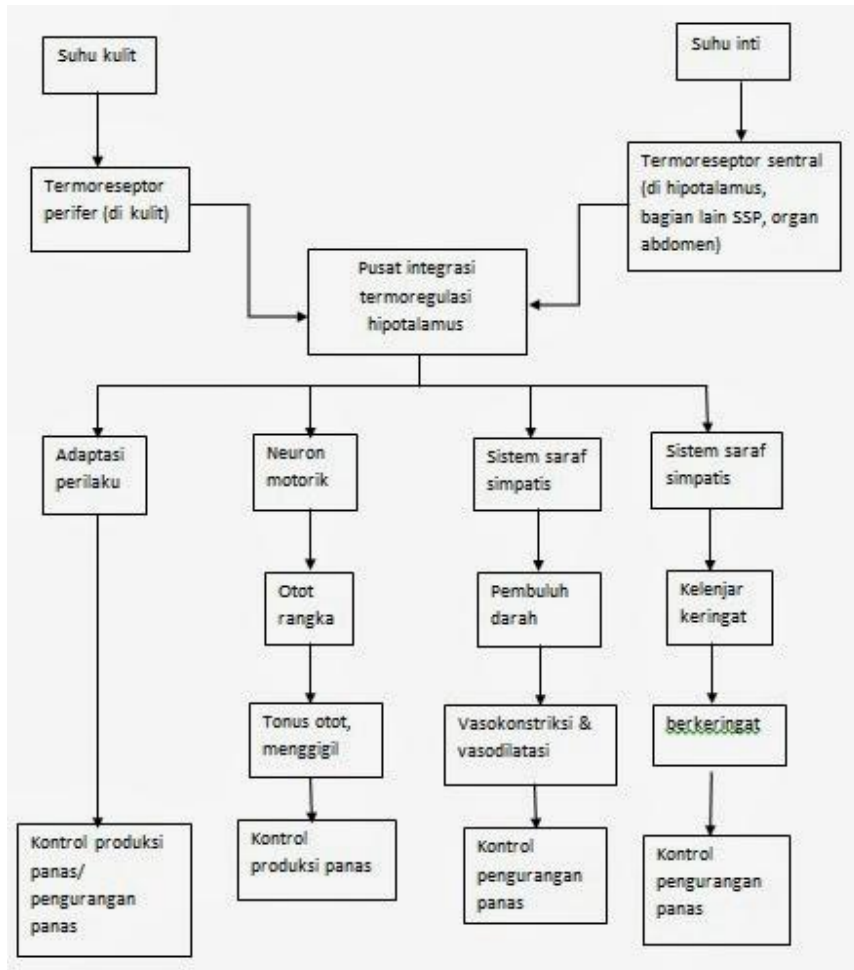 Suhu kulit
Suhu inti
Termoreseptor
perifer (di kulit)
Termoreseptor sentral
(di hipotalamus,
bagian lain SSP, organ
abdomen)
Pusat integrasi
termoregulasi
hipotalamus
Adaptasi
perilaku
Neuron
motorik
Sistem saraf
simpatis
Sistem saraf
simpatis
Otot
rangka
Pembuluh
darah
Kelenjar
keringat
Tonus otot,
menggigil
Vasokonstriksi &
vasodilatasi
berkeringat
Kontrol produksi
panas/
pengurangan
panas
Kontrol
produksi panas
Kontrol
pengurangan
panas
Kontrol
pengurangan
panas